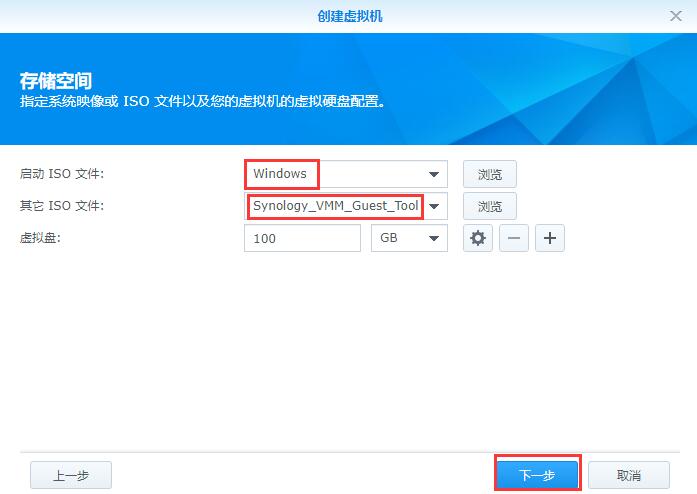 创建虚拟机
存储空间
指定系统映像或 ISO 文件以及您的虚拟机的虚拟硬盘配置。
启动 ISO 文件: Windows 浏览
其它 ISO 文件: Synology_VMM_Guest_Tool 浏览
虚拟盘: 100 GB
上一步 下一步 取消